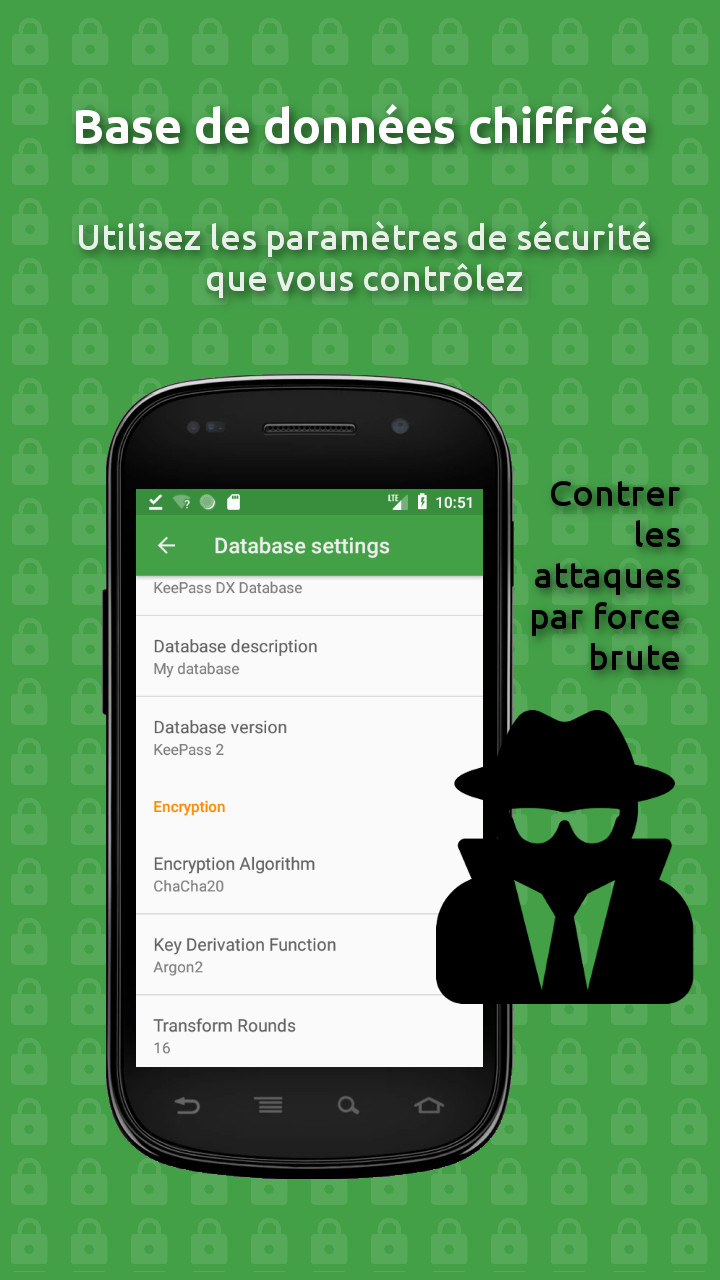 Base de données chiffrée
Utilisez les paramètres de sécurité
que vous contrôlez
LTE
10:51
Database settings
KeePass DX Database
Database description
My database
Database version
KeePass 2
Encryption
Encryption Algorithm
ChaCha20
Key Derivation Function
Argon2
Transform Rounds
16
Contrer
les
attaques
par force
brute